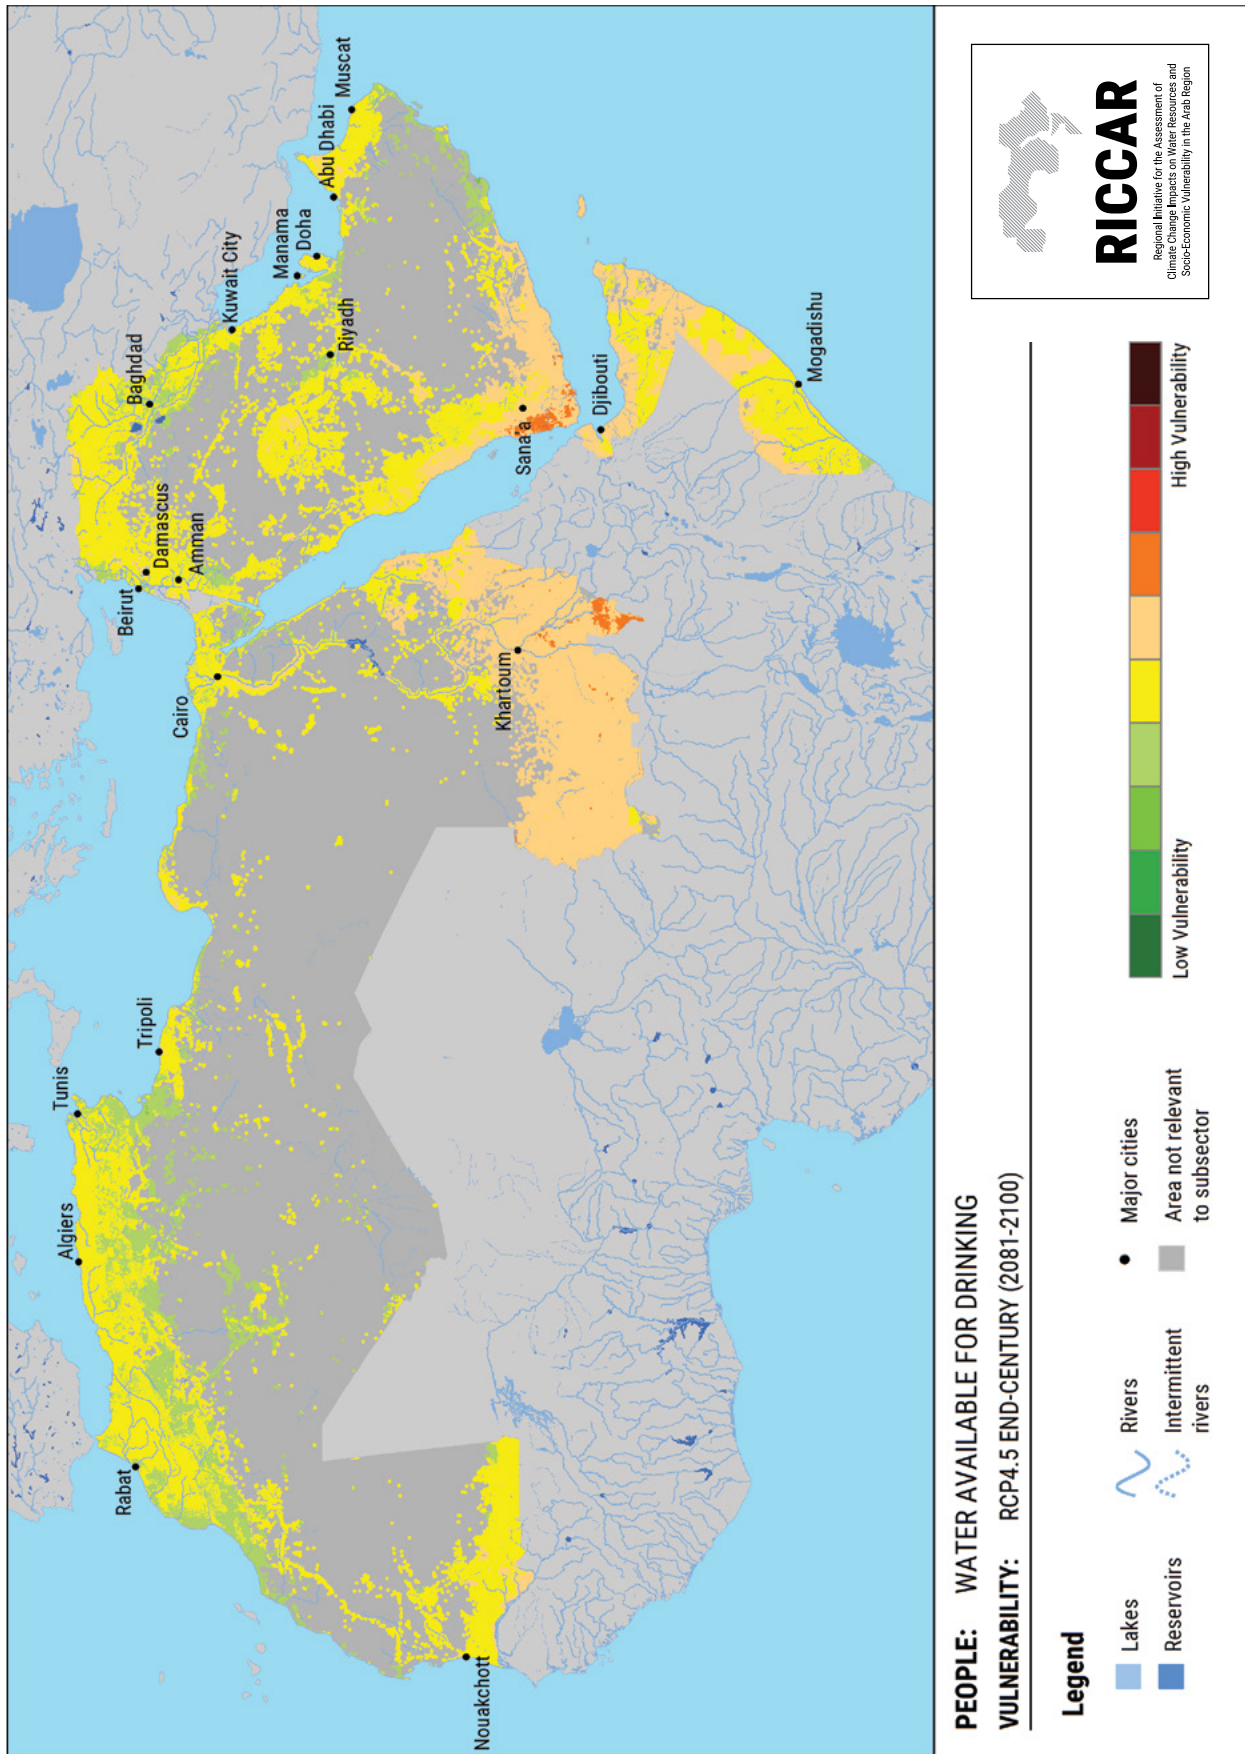 Muscat
Abu Dhabi
Manama
Doha
Kuwait City
Riyadh
Baghdad
Damascus
Amman
Beirut
Cairo
Sana'a
Djibouti
Mogadishu
Khartoum
Tripoli
Tunis
Algiers
Rabat
Nouakchott
PEOPLE: WATER AVAILABLE FOR DRINKING
VULNERABILITY: RCP4.5 END-CENTURY (2081-2100)
Legend
Lakes
Reservoirs
Rivers
Intermittent
rivers
Major cities
Area not relevant
to subsector
Low Vulnerability
High Vulnerability
RICCAR
Regional Initiative for the Assessment of
Climate Change Impacts on Water Resources and
Socio-Economic Vulnerability in the Arab Region